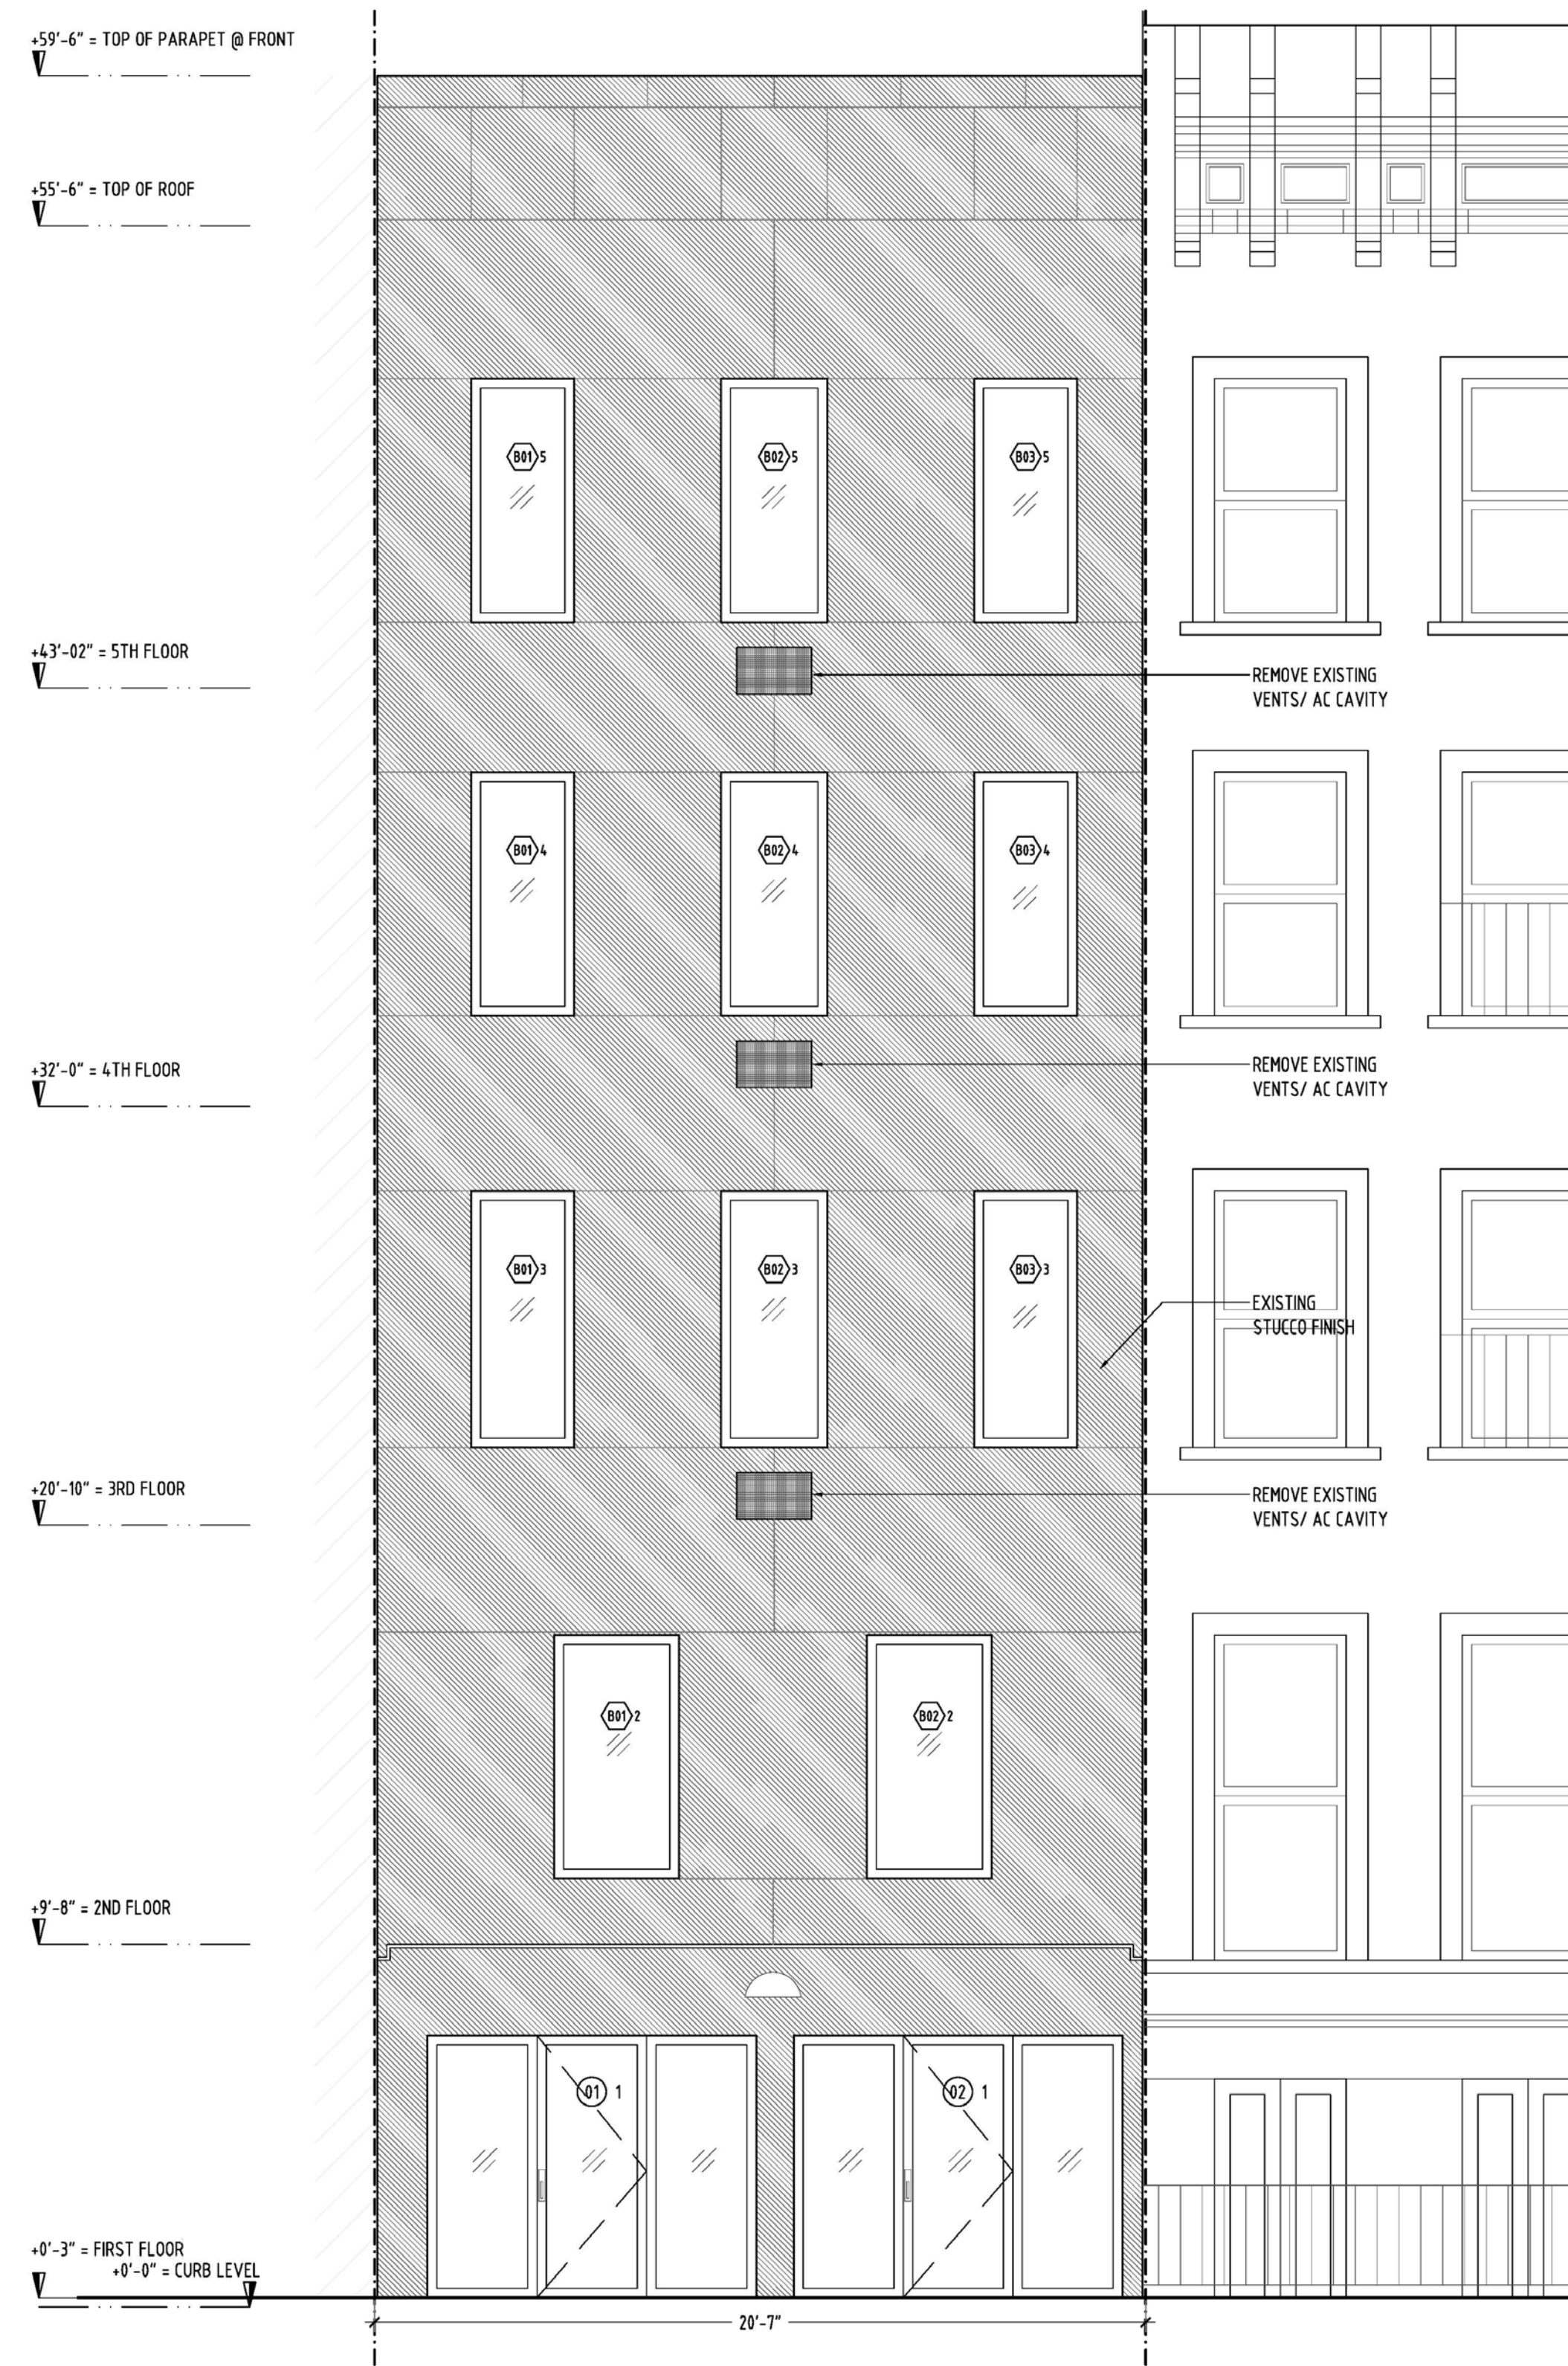 +59'-6" = TOP OF PARAPET @ FRONT
+55'-6" = TOP OF ROOF
B01 5
B02 5
B03 5
+43'-02" = 5TH FLOOR
REMOVE EXISTING
VENTS/ AC CAVITY
B01 4
B02 4
B03 4
+32'-0" = 4TH FLOOR
REMOVE EXISTING
VENTS/ AC CAVITY
B01 3
B02 3
B03 3
EXISTING
STUCCO FINISH
+20'-10" = 3RD FLOOR
REMOVE EXISTING
VENTS/ AC CAVITY
B01 2
B02 2
+9'-8" = 2ND FLOOR
01 1
02 1
+0'-3" = FIRST FLOOR
+0'-0" = CURB LEVEL
20'-7"